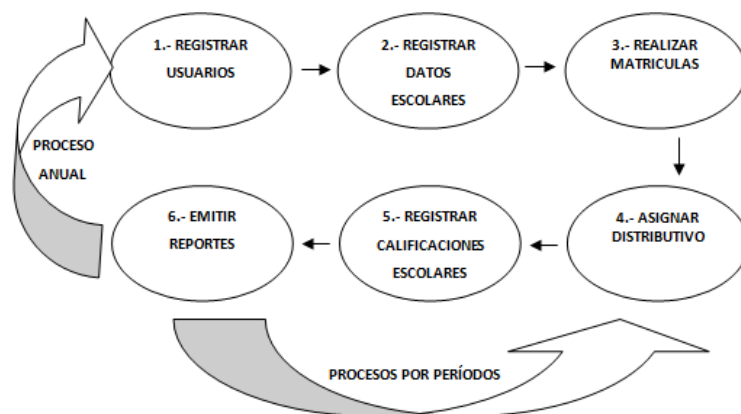 1.- REGISTRAR
USUARIOS
2.- REGISTRAR
DATOS
ESCOLARES
3.- REALIZAR
MATRICULAS
PROCESO
ANUAL
6.- EMITIR
REPORTES
5.- REGISTRAR
CALIFICACIONES
ESCOLARES
4.- ASIGNAR
DISTRIBUTIVO
PROCESOS POR PERÍODOS